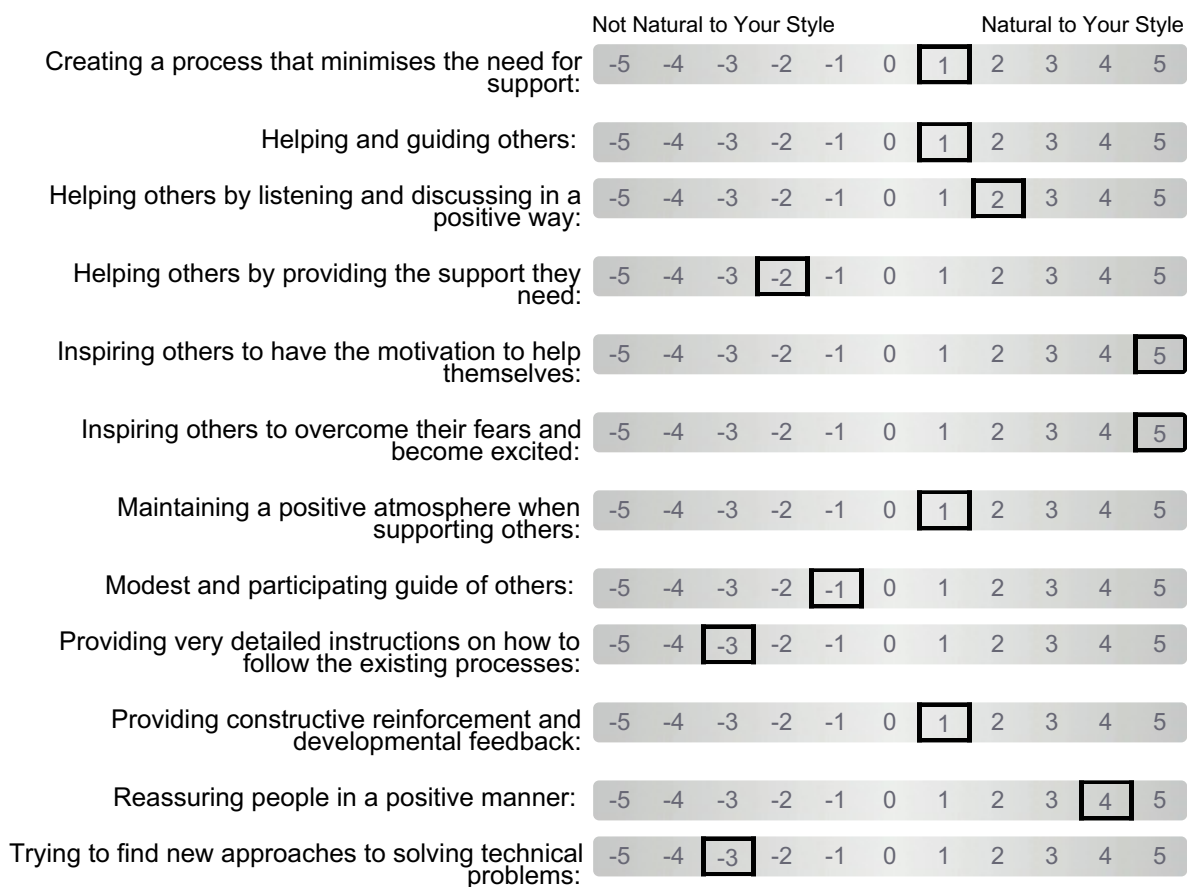 Not Natural to Your Style Natural to Your Style
Creating a process that minimises the need for
support:
-5 -4 -3 -2 -1 0 1 2 3 4 5
Helping and guiding others:
-5 -4 -3 -2 -1 0 1 2 3 4 5
Helping others by listening and discussing in a
positive way:
-5 -4 -3 -2 -1 0 1 2 3 4 5
Helping others by providing the support they
need:
-5 -4 -3 -2 -1 0 1 2 3 4 5
Inspiring others to have the motivation to help
themselves:
-5 -4 -3 -2 -1 0 1 2 3 4 5
Inspiring others to overcome their fears and
become excited:
-5 -4 -3 -2 -1 0 1 2 3 4 5
Maintaining a positive atmosphere when
supporting others:
-5 -4 -3 -2 -1 0 1 2 3 4 5
Modest and participating guide of others:
-5 -4 -3 -2 -1 0 1 2 3 4 5
Providing very detailed instructions on how to
follow the existing processes:
-5 -4 -3 -2 -1 0 1 2 3 4 5
Providing constructive reinforcement and
developmental feedback:
-5 -4 -3 -2 -1 0 1 2 3 4 5
Reassuring people in a positive manner:
-5 -4 -3 -2 -1 0 1 2 3 4 5
Trying to find new approaches to solving technical
problems:
-5 -4 -3 -2 -1 0 1 2 3 4 5